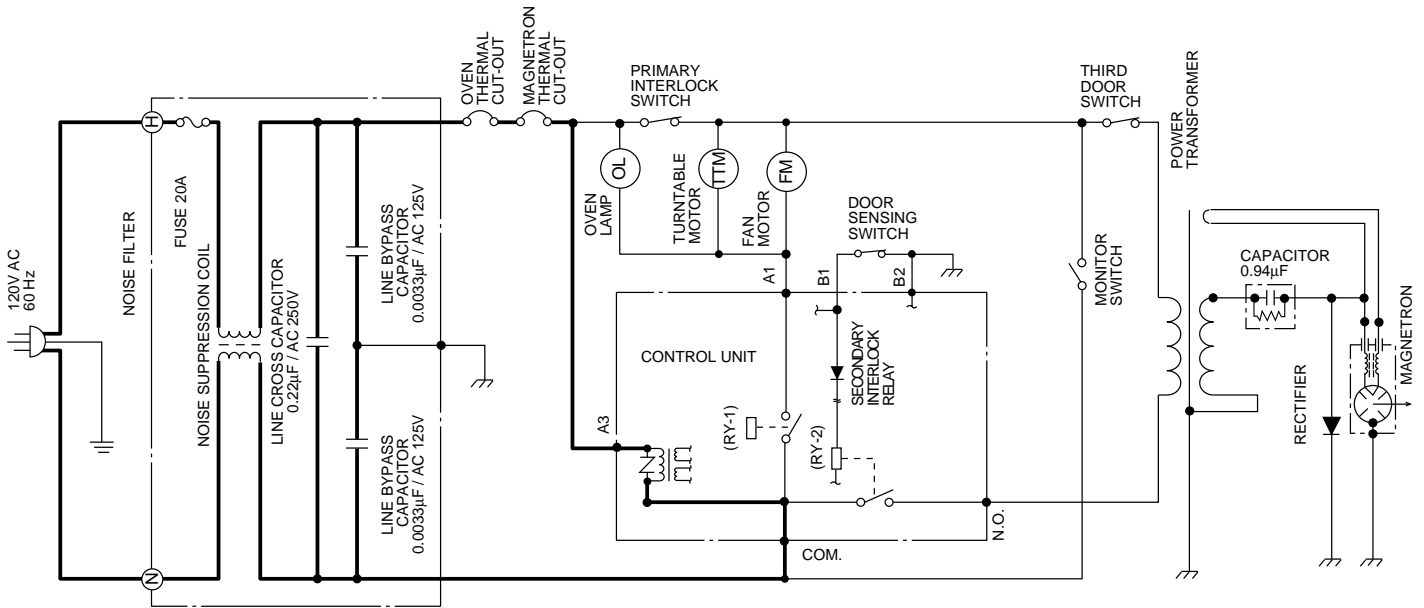 120V AC
60 Hz
NOISE FILTER
H
N
FUSE 20A
NOISE SUPPRESSION COIL
LINE CROSS CAPACITOR
0.22µF / AC 250V
LINE BYPASS
CAPACITOR
0.0033µF / AC 125V
LINE BYPASS
CAPACITOR
0.0033µF / AC 125V
OVEN
THERMAL
CUT-OUT
MAGNETRON
THERMAL
CUT-OUT
PRIMARY
INTERLOCK
SWITCH
OL
OVEN
LAMP
TTM
TURNTABLE
MOTOR
FM
FAN
MOTOR
DOOR
SENSING
SWITCH
A1
B1
B2
A3
CONTROL UNIT
(RY-1)
SECONDARY
INTERLOCK
RELAY
(RY-2)
COM.
N.O.
THIRD
DOOR
SWITCH
MONITOR
SWITCH
POWER
TRANSFORMER
CAPACITOR
0.94µF
RECTIFIER
MAGNETRON